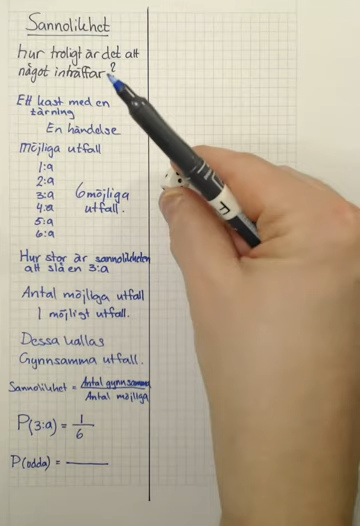 Sannolikhet
Hur troligt är det att
något inträffar?
Ett kast med en
tärning
En händelse
Möjliga utfall
1:a
2:a
3:a
4:a
5:a
6:a
6 möjliga
utfall.
Hur stor är sannolikheten
att slå en 3:a
Antal möjliga utfall
1 möjligt utfall.
Dessa kallas
Gynnsamma utfall.
Sannolikhet = Antal gynnsamma
Antal möjliga
P(3:a) = 1
6
P(odda) =